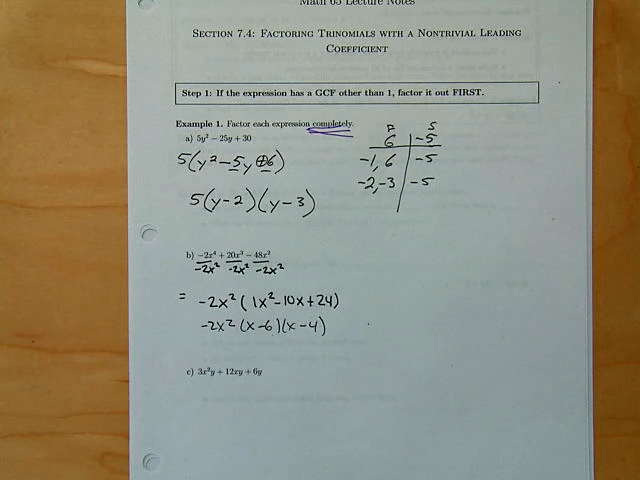 Math 65 Lecture Notes
SECTION 7.4: FACTORING TRINOMIALS WITH A NONTRIVIAL LEADING
COEFFICIENT
Step 1: If the expression has a GCF other than 1, factor it out FIRST.
Example 1. Factor each expression completely.
a) 5y² − 25y + 30
5(y² − 5y + 6)
5(y − 2)(y − 3)
P S
6 −5
−1, 6 −5
−2, −3 −5
b) −2x⁴ + 20x³ − 48x²
−2x² −2x² −2x²
= −2x² (1x² − 10x + 24)
−2x² (x − 6)(x − 4)
c) 3x²y + 12xy + 6y